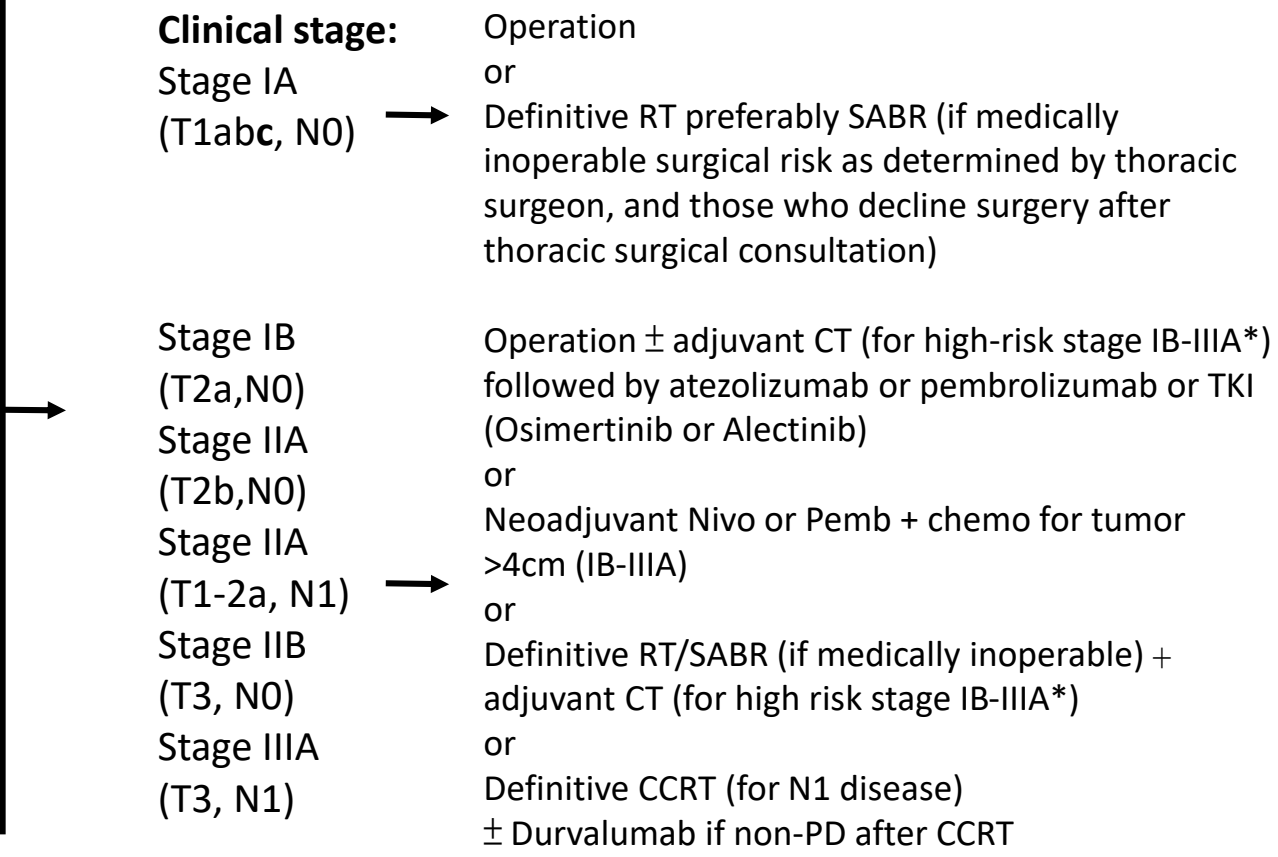 Clinical stage:
Stage IA
(T1abc, N0)
Operation
or
Definitive RT preferably SABR (if medically
inoperable surgical risk as determined by thoracic
surgeon, and those who decline surgery after
thoracic surgical consultation)
Stage IB
(T2a,N0)
Stage IIA
(T2b,N0)
Stage IIA
(T1-2a, N1)
Stage IIB
(T3, N0)
Stage IIIA
(T3, N1)
Operation ± adjuvant CT (for high-risk stage IB-IIIA*)
followed by atezolizumab or pembrolizumab or TKI
(Osimertinib or Alectinib)
or
Neoadjuvant Nivo or Pemb + chemo for tumor
>4cm (IB-IIIA)
or
Definitive RT/SABR (if medically inoperable) +
adjuvant CT (for high risk stage IB-IIIA*)
or
Definitive CCRT (for N1 disease)
± Durvalumab if non-PD after CCRT